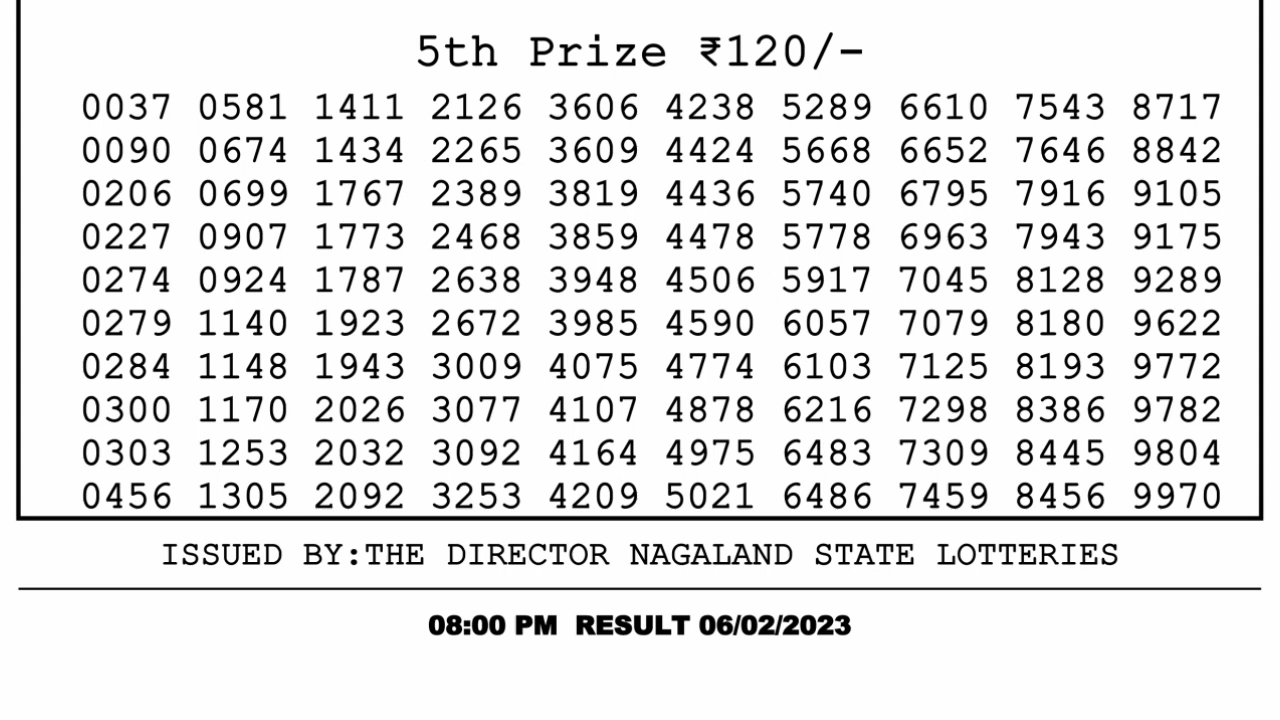 5th Prize ₹120/-
0037 0581 1411 2126 3606 4238 5289 6610 7543 8717
0090 0674 1434 2265 3609 4424 5668 6652 7646 8842
0206 0699 1767 2389 3819 4436 5740 6795 7916 9105
0227 0907 1773 2468 3859 4478 5778 6963 7943 9175
0274 0924 1787 2638 3948 4506 5917 7045 8128 9289
0279 1140 1923 2672 3985 4590 6057 7079 8180 9622
0284 1148 1943 3009 4075 4774 6103 7125 8193 9772
0300 1170 2026 3077 4107 4878 6216 7298 8386 9782
0303 1253 2032 3092 4164 4975 6483 7309 8445 9804
0456 1305 2092 3253 4209 5021 6486 7459 8456 9970
ISSUED BY:THE DIRECTOR NAGALAND STATE LOTTERIES
08:00 PM RESULT 06/02/2023